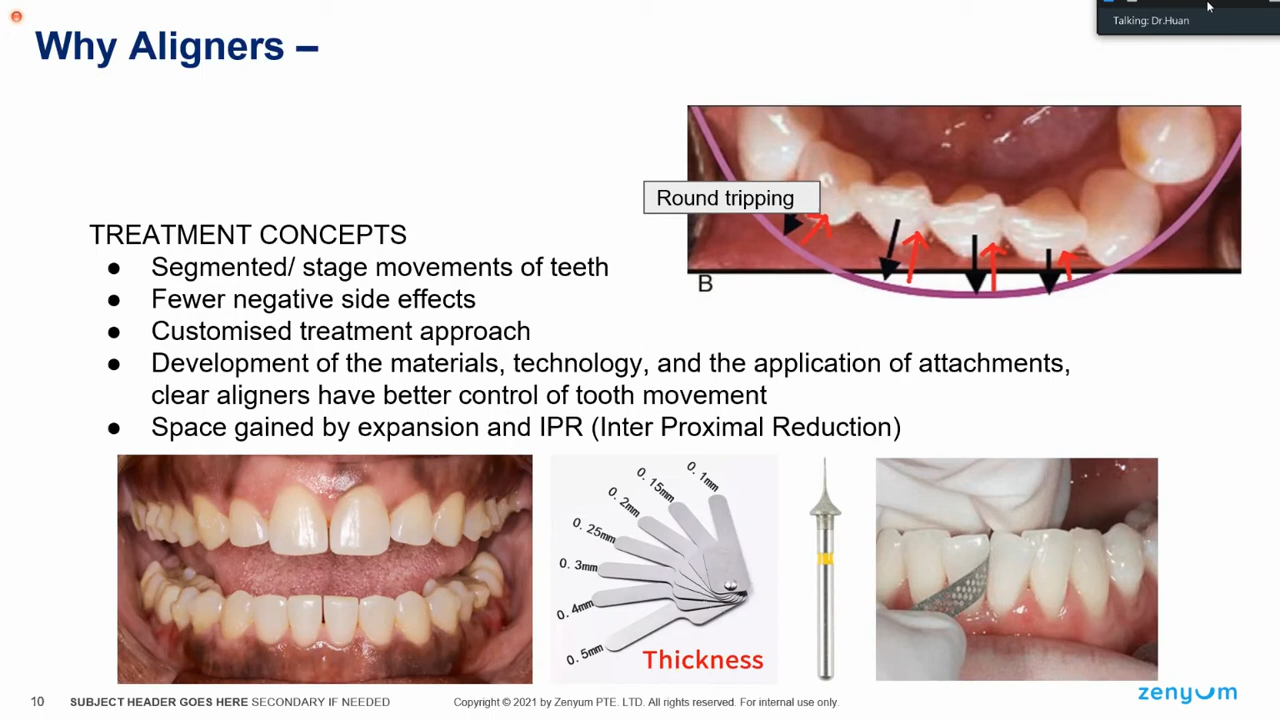 Talking: Dr.Huan
Why Aligners –
Round tripping
B
TREATMENT CONCEPTS
● Segmented/ stage movements of teeth
● Fewer negative side effects
● Customised treatment approach
● Development of the materials, technology, and the application of attachments,
clear aligners have better control of tooth movement
● Space gained by expansion and IPR (Inter Proximal Reduction)
0.1mm
0.15mm
0.2mm
0.25mm
0.3mm
0.4mm
0.5mm
Thickness
zenyum
10 SUBJECT HEADER GOES HERE SECONDARY IF NEEDED Copyright © 2021 by Zenyum PTE. LTD. All rights reserved. For internal use only.